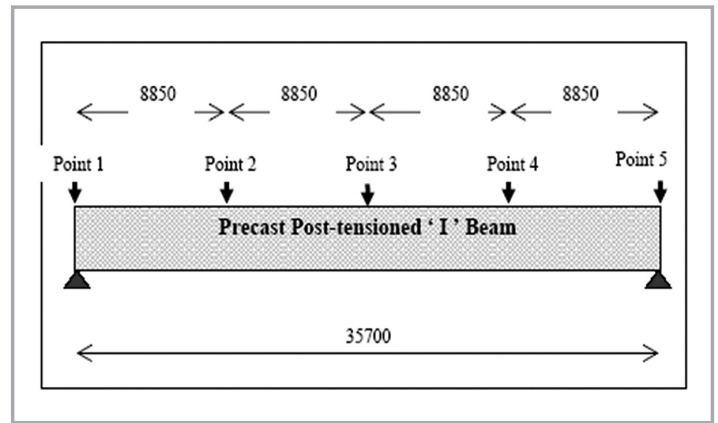 8850 8850 8850 8850
Point 1 Point 2 Point 3 Point 4 Point 5
Precast Post-tensioned ‘ I ’ Beam
35700